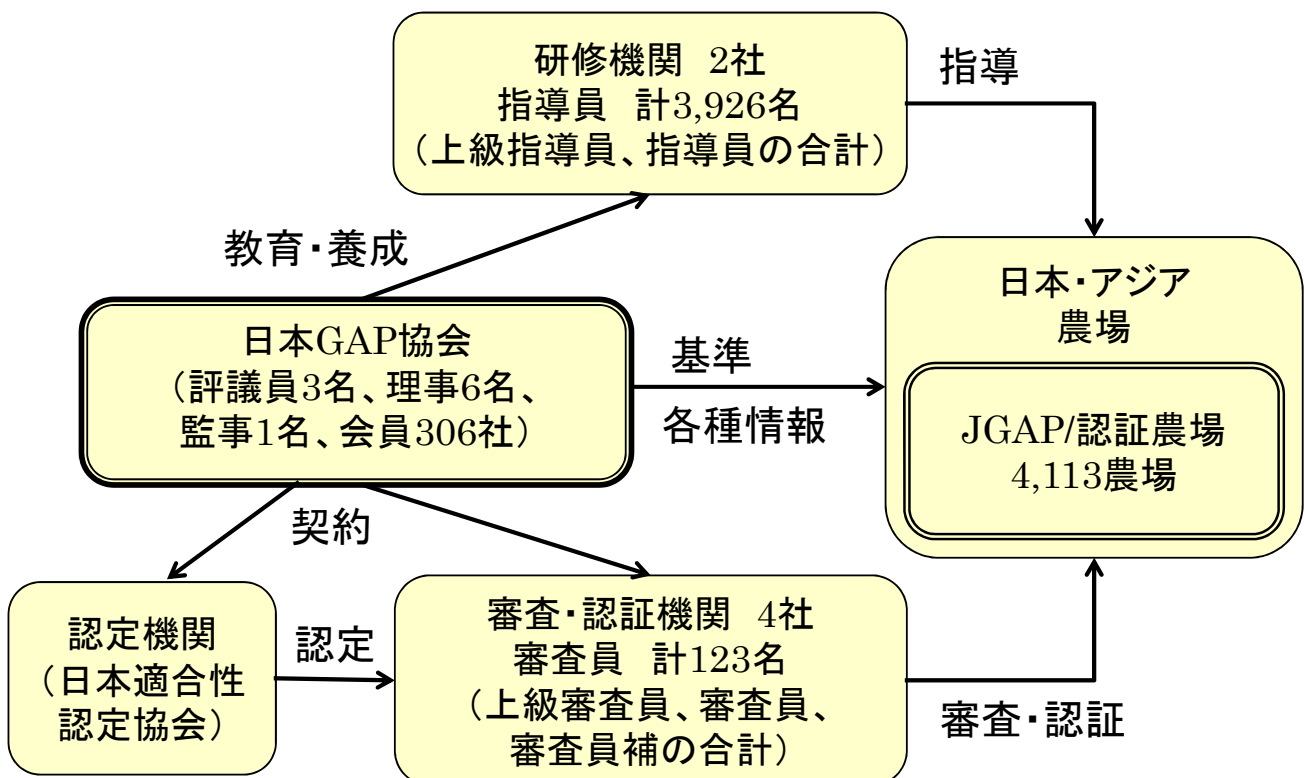 研修機関 2社
指導員 計3,926名
(上級指導員、指導員の合計)
指導
教育・養成
日本GAP協会
(評議員3名、理事6名、
監事1名、会員306社)
基準
各種情報
日本・アジア
農場
JGAP/認証農場
4,113農場
契約
認定機関
(日本適合性
認定協会)
認定
審査・認証機関 4社
審査員 計123名
(上級審査員、審査員、
審査員補の合計)
審査・認証